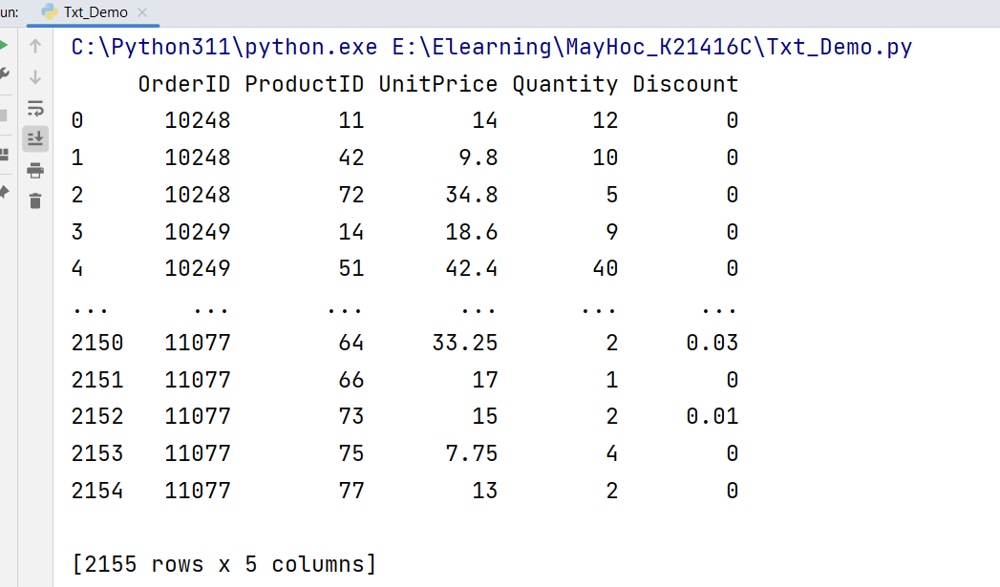 un: Txt_Demo
C:\Python311\python.exe E:\Elearning\MayHoc_K21416C\Txt_Demo.py
OrderID ProductID UnitPrice Quantity Discount
0 10248 11 14 12 0
1 10248 42 9.8 10 0
2 10248 72 34.8 5 0
3 10249 14 18.6 9 0
4 10249 51 42.4 40 0
... ... ... ... ... ...
2150 11077 64 33.25 2 0.03
2151 11077 66 17 1 0
2152 11077 73 15 2 0.01
2153 11077 75 7.75 4 0
2154 11077 77 13 2 0
[2155 rows x 5 columns]